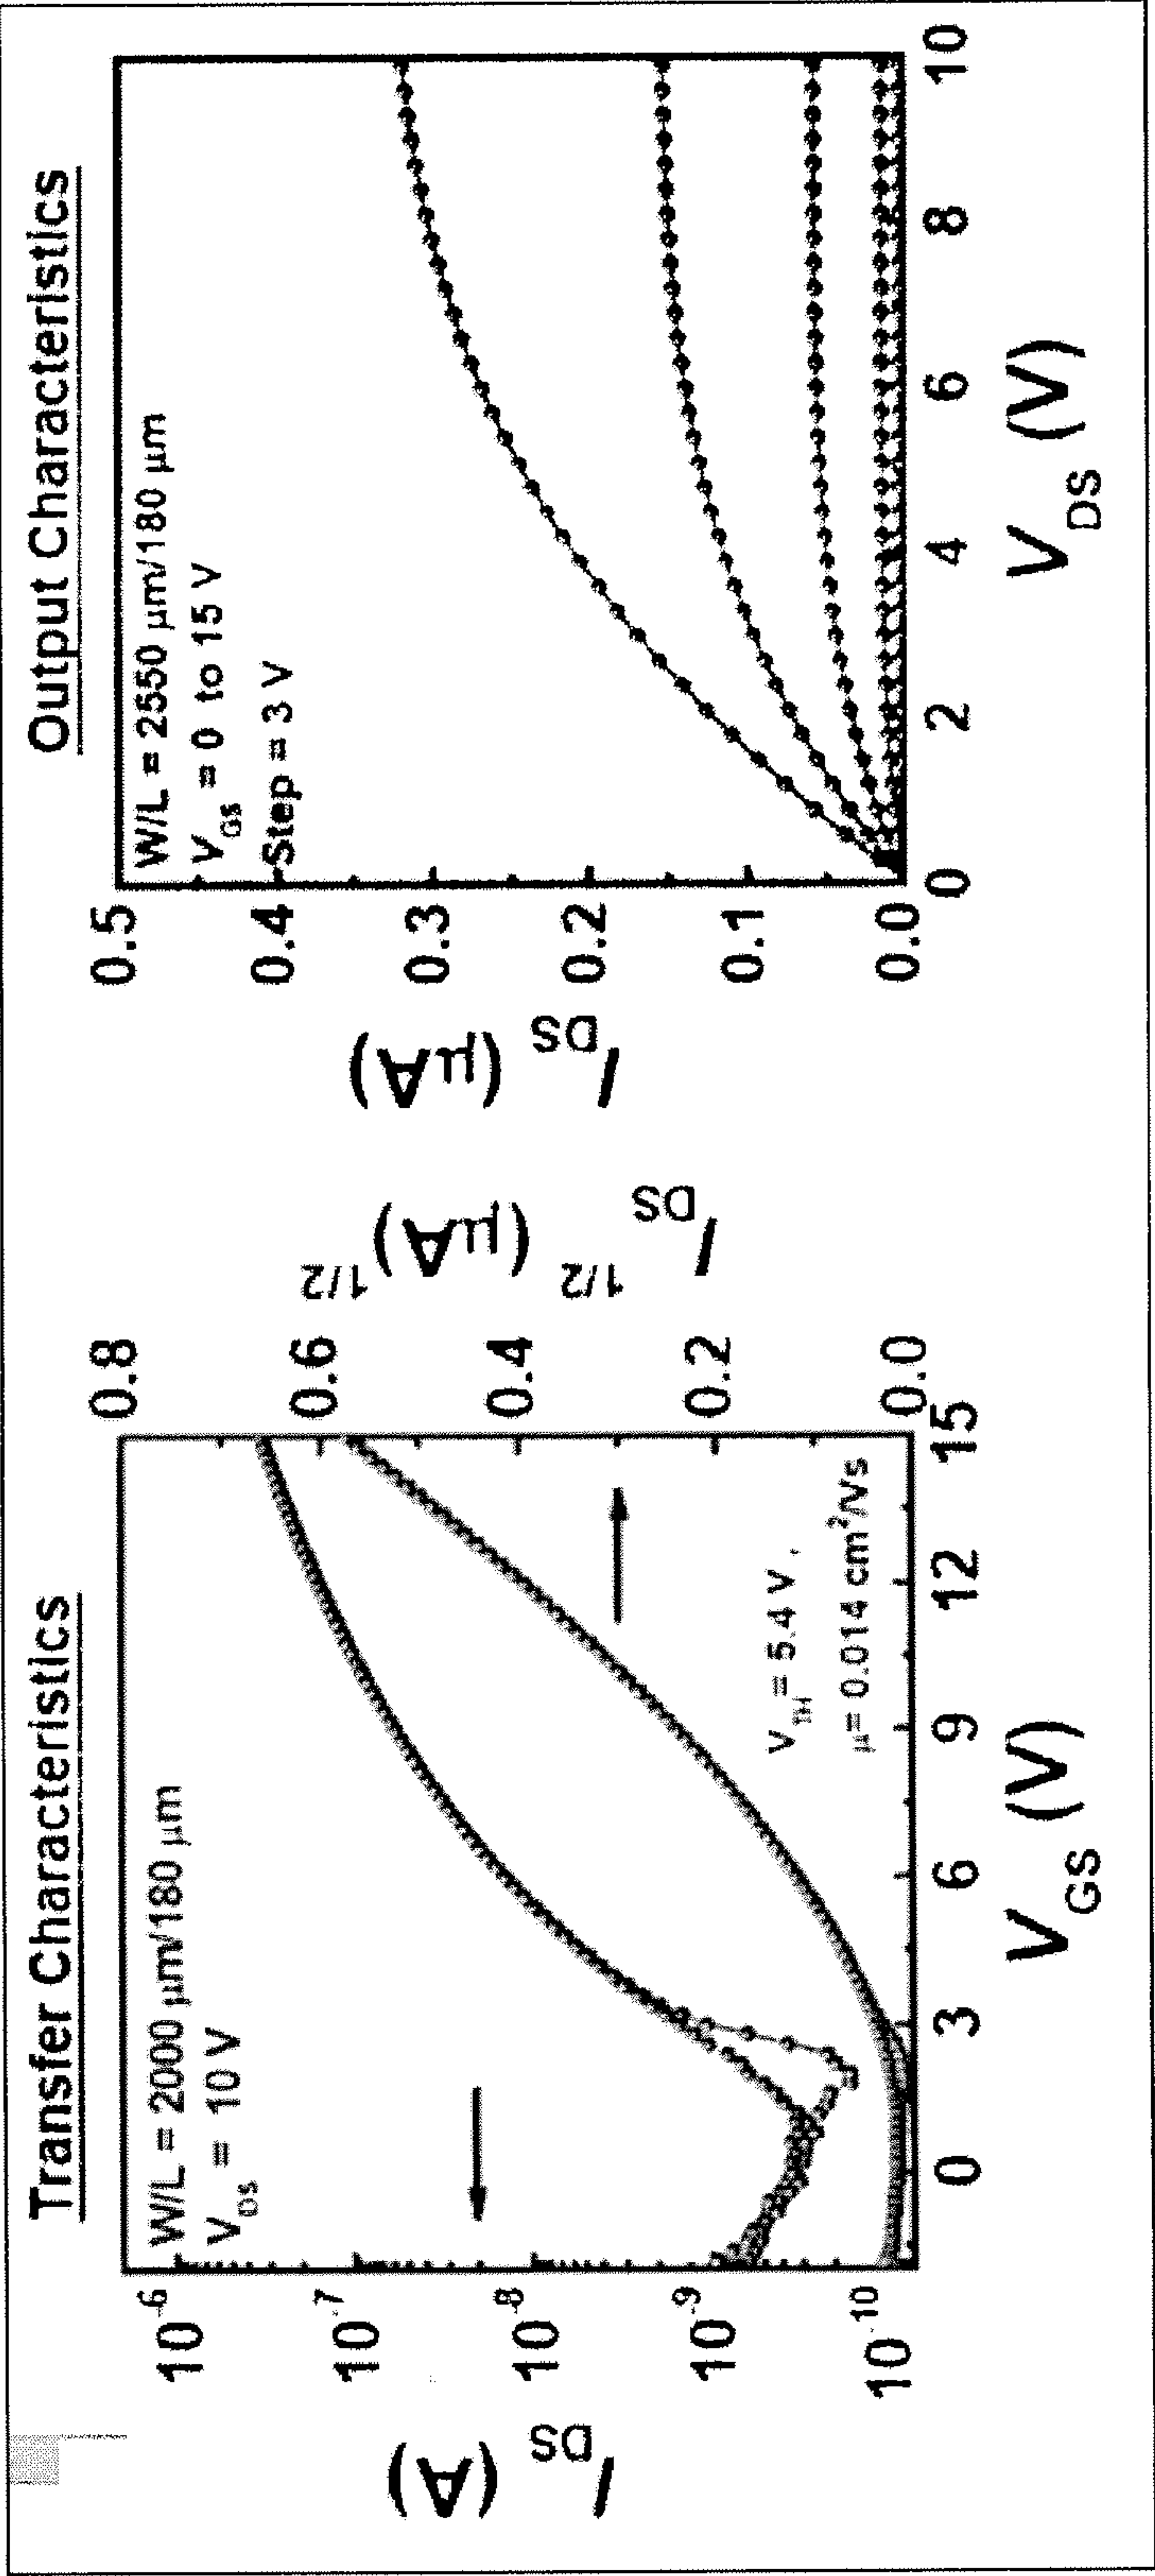 Transfer Characteristics
W/L = 2000 μm/180 μm
V_DS = 10 V
V_TH = 5.4 V,
μ = 0.014 cm²/Vs
10⁻⁶
10⁻⁷
10⁻⁸
10⁻⁹
10⁻¹⁰
I_DS (A)
0 3 6 9 12 15
V_GS (V)
0.8
0.6
0.4
0.2
0.0
I_DS^1/2 (μA)^1/2
Output Characteristics
W/L = 2550 μm/180 μm
V_GS = 0 to 15 V
Step = 3 V
0.5
0.4
0.3
0.2
0.1
0.0
I_DS (μA)
0 2 4 6 8 10
V_DS (V)